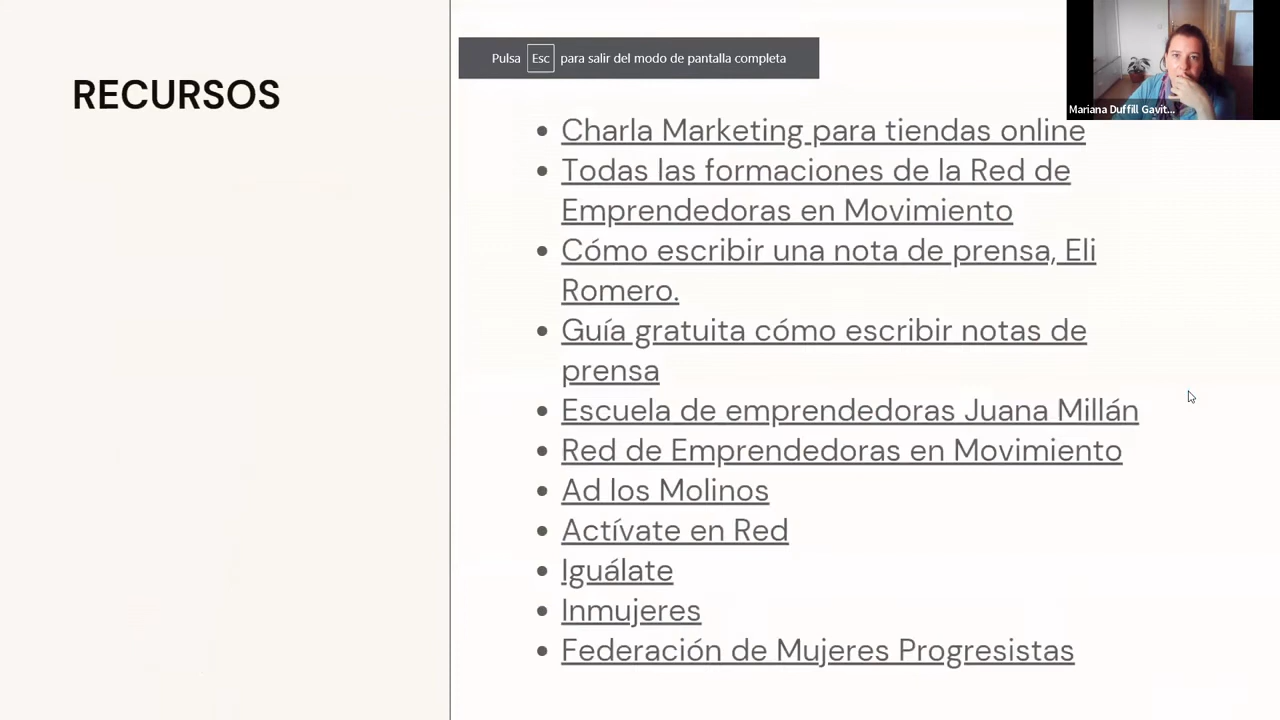 RECURSOS
Pulsa Esc para salir del modo de pantalla completa
Mariana Duffill Gavit...
• Charla Marketing para tiendas online
• Todas las formaciones de la Red de
Emprendedoras en Movimiento
• Cómo escribir una nota de prensa, Eli
Romero.
• Guía gratuita cómo escribir notas de
prensa
• Escuela de emprendedoras Juana Millán
• Red de Emprendedoras en Movimiento
• Ad los Molinos
• Actívate en Red
• Iguálate
• Inmujeres
• Federación de Mujeres Progresistas